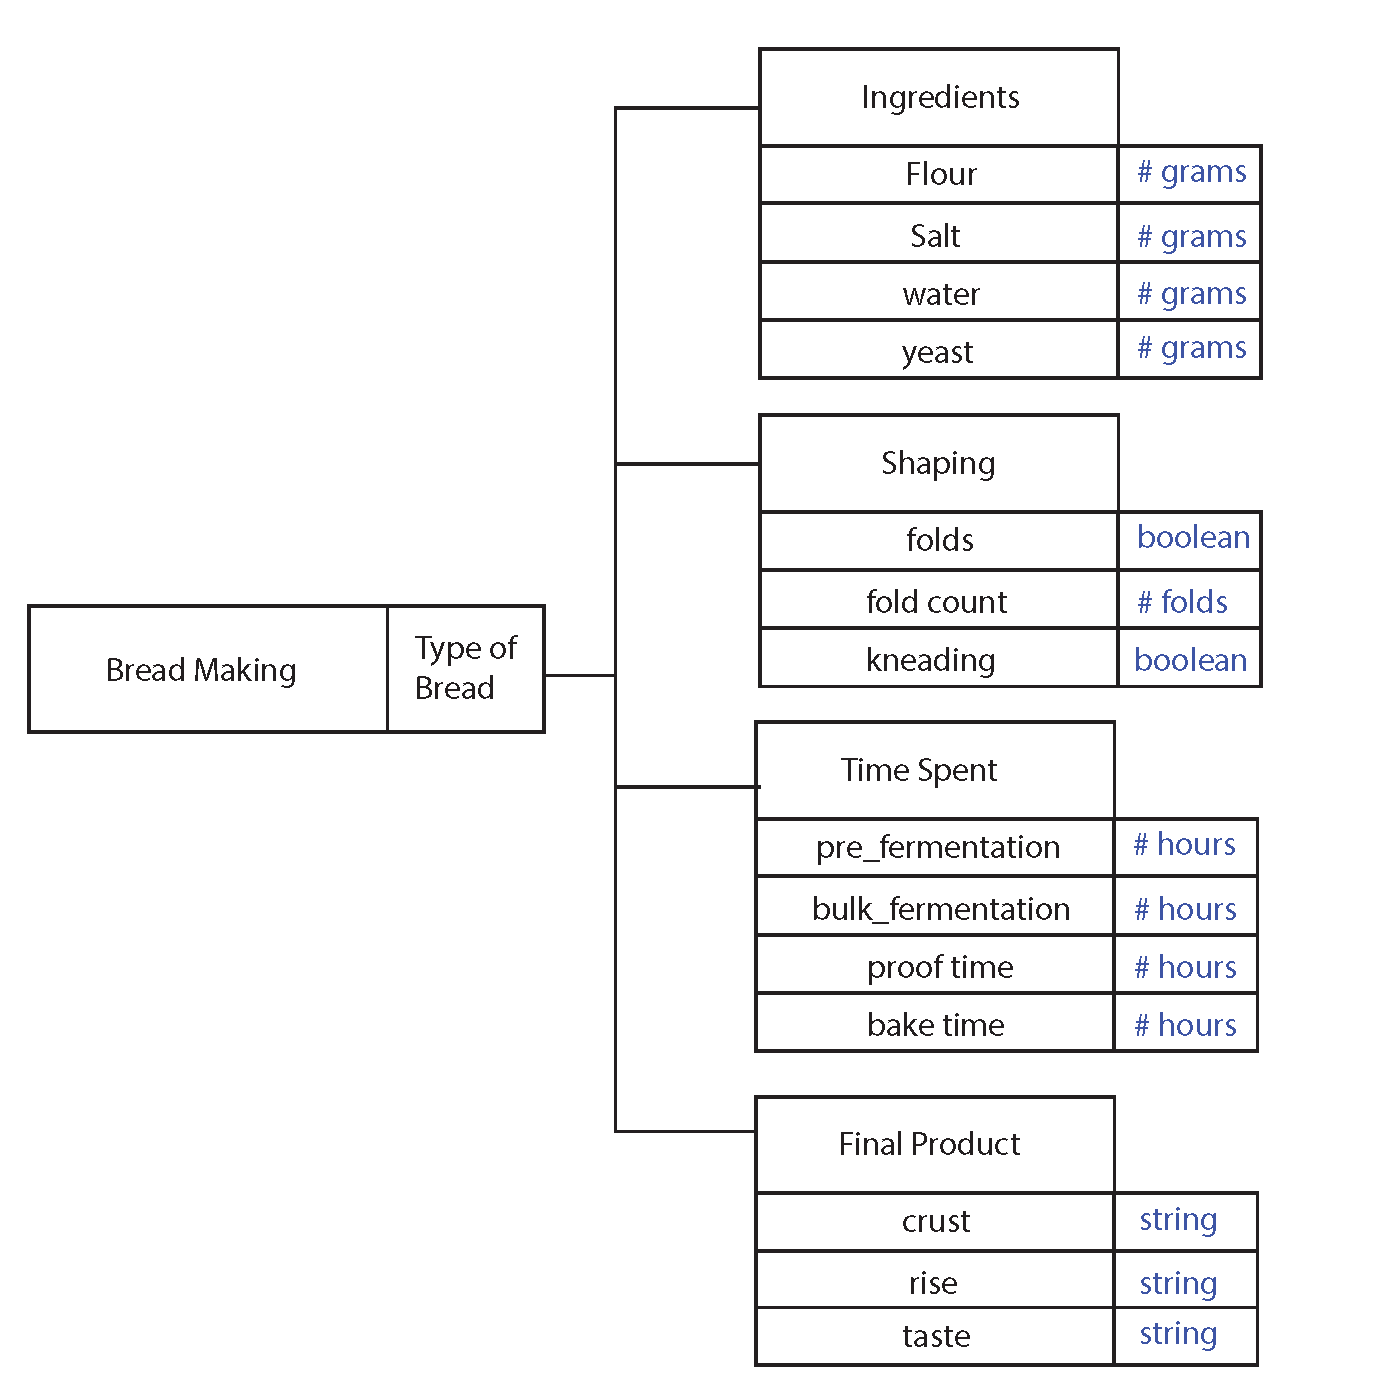 Ingredients
Flour # grams
Salt # grams
water # grams
yeast # grams
Shaping
folds boolean
fold count # folds
kneading boolean
Bread Making
Type of
Bread
Time Spent
pre_fermentation # hours
bulk_fermentation # hours
proof time # hours
bake time # hours
Final Product
crust string
rise string
taste string